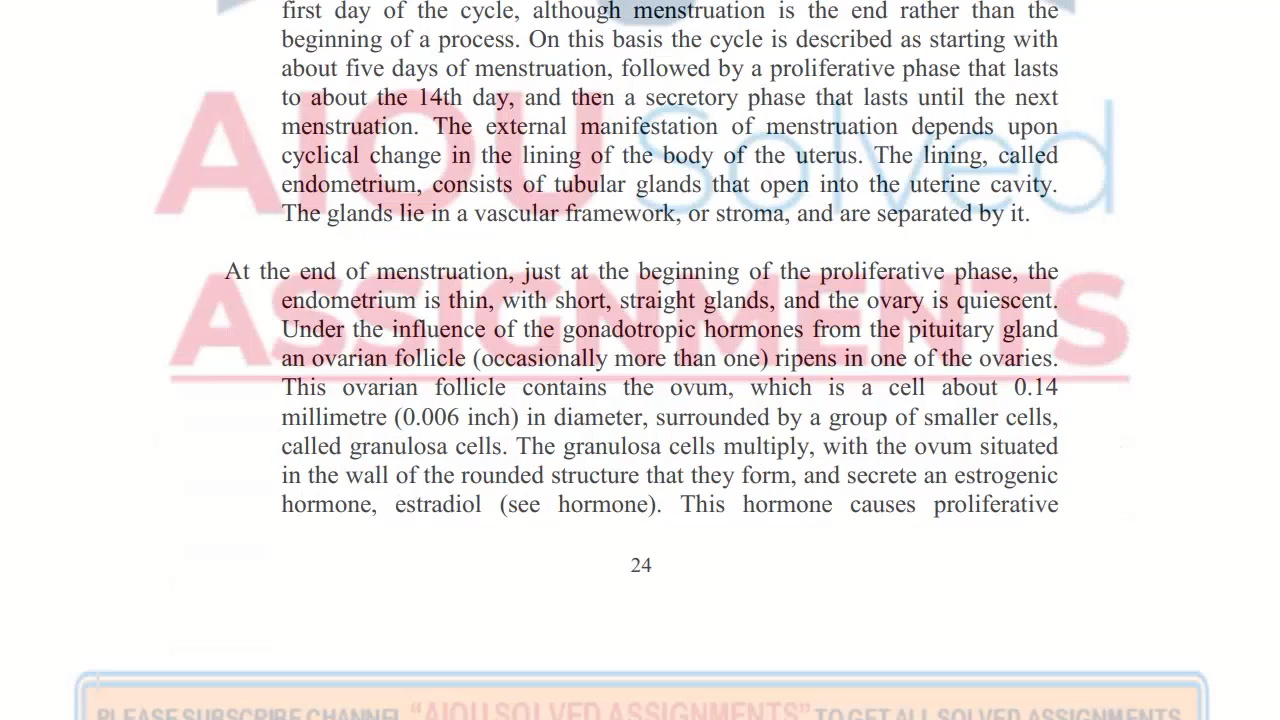 first day of the cycle, although menstruation is the end rather than the
beginning of a process. On this basis the cycle is described as starting with
about five days of menstruation, followed by a proliferative phase that lasts
to about the 14th day, and then a secretory phase that lasts until the next
menstruation. The external manifestation of menstruation depends upon
cyclical change in the lining of the body of the uterus. The lining, called
endometrium, consists of tubular glands that open into the uterine cavity.
The glands lie in a vascular framework, or stroma, and are separated by it.
AIOU Solved
At the end of menstruation, just at the beginning of the proliferative phase, the
endometrium is thin, with short, straight glands, and the ovary is quiescent.
Under the influence of the gonadotropic hormones from the pituitary gland
an ovarian follicle (occasionally more than one) ripens in one of the ovaries.
This ovarian follicle contains the ovum, which is a cell about 0.14
millimetre (0.006 inch) in diameter, surrounded by a group of smaller cells,
called granulosa cells. The granulosa cells multiply, with the ovum situated
in the wall of the rounded structure that they form, and secrete an estrogenic
hormone, estradiol (see hormone). This hormone causes proliferative
ASSIGNMENTS
24
PLEASE SUBSCRIBE CHANNEL "AIOU SOLVED ASSIGNMENTS" TO GET ALL SOLVED ASSIGNMENTS